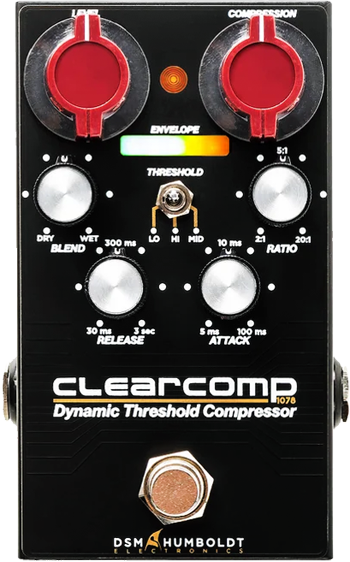 LEVEL COMPRESSION
ENVELOPE
THRESHOLD
5:1
DRY WET
BLEND
LO HI MID
2:1 20:1
RATIO
300 ms 10 ms
30 ms 3 sec
RELEASE
5 ms 100 ms
ATTACK
clearcomp
1078
Dynamic Threshold Compressor
DSM HUMBOLDT
ELECTRONICS